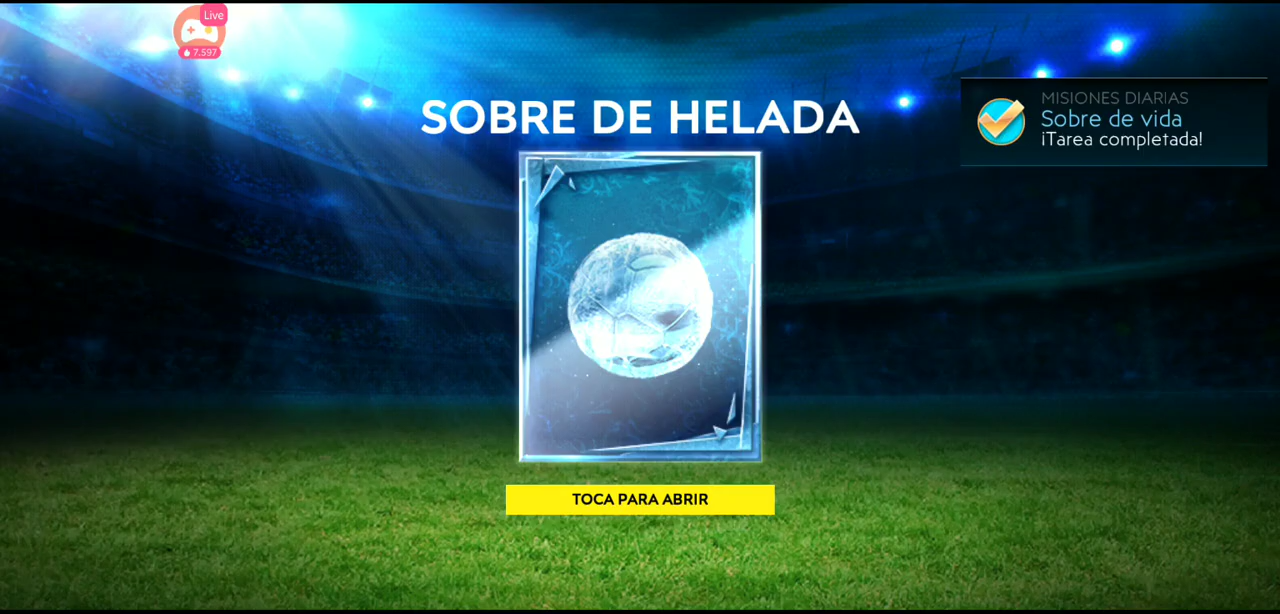 Live
7.597
SOBRE DE HELADA
MISIONES DIARIAS
Sobre de vida
¡Tarea completada!
TOCA PARA ABRIR